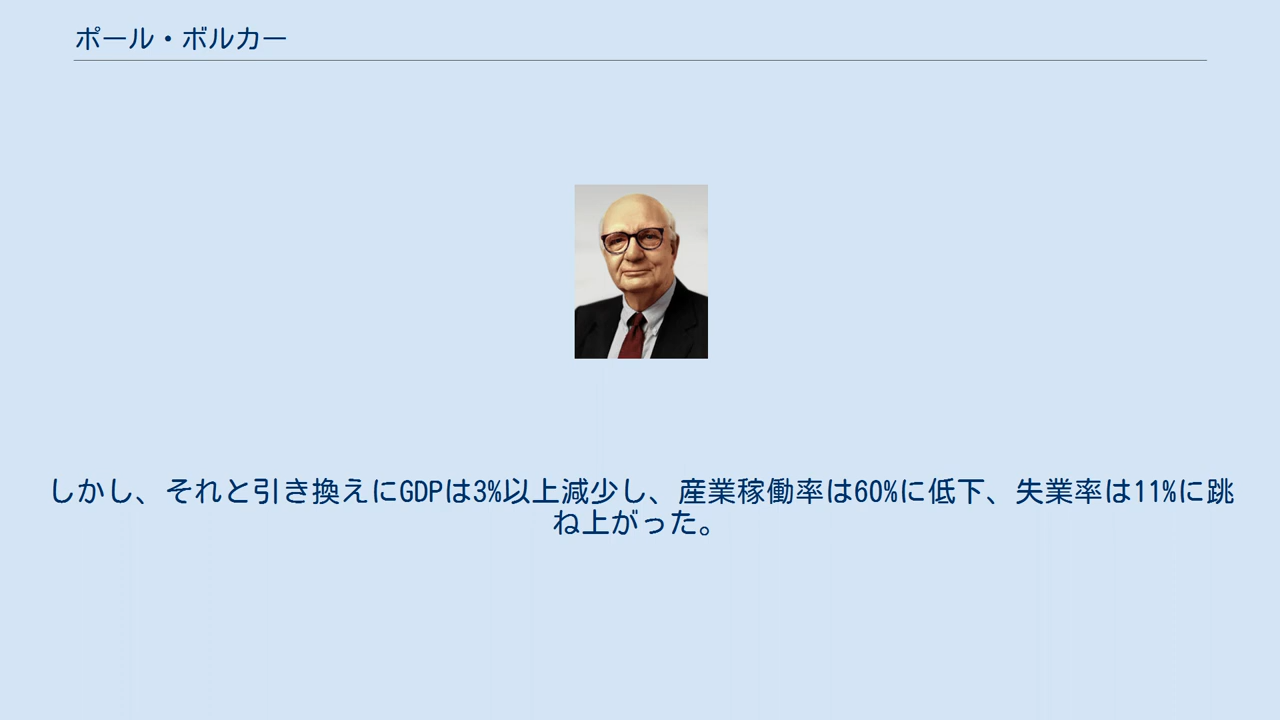 ポール・ボルカー
しかし、それと引き換えにGDPは3%以上減少し、産業稼働率は60%に低下、失業率は11%に跳
ね上がった。